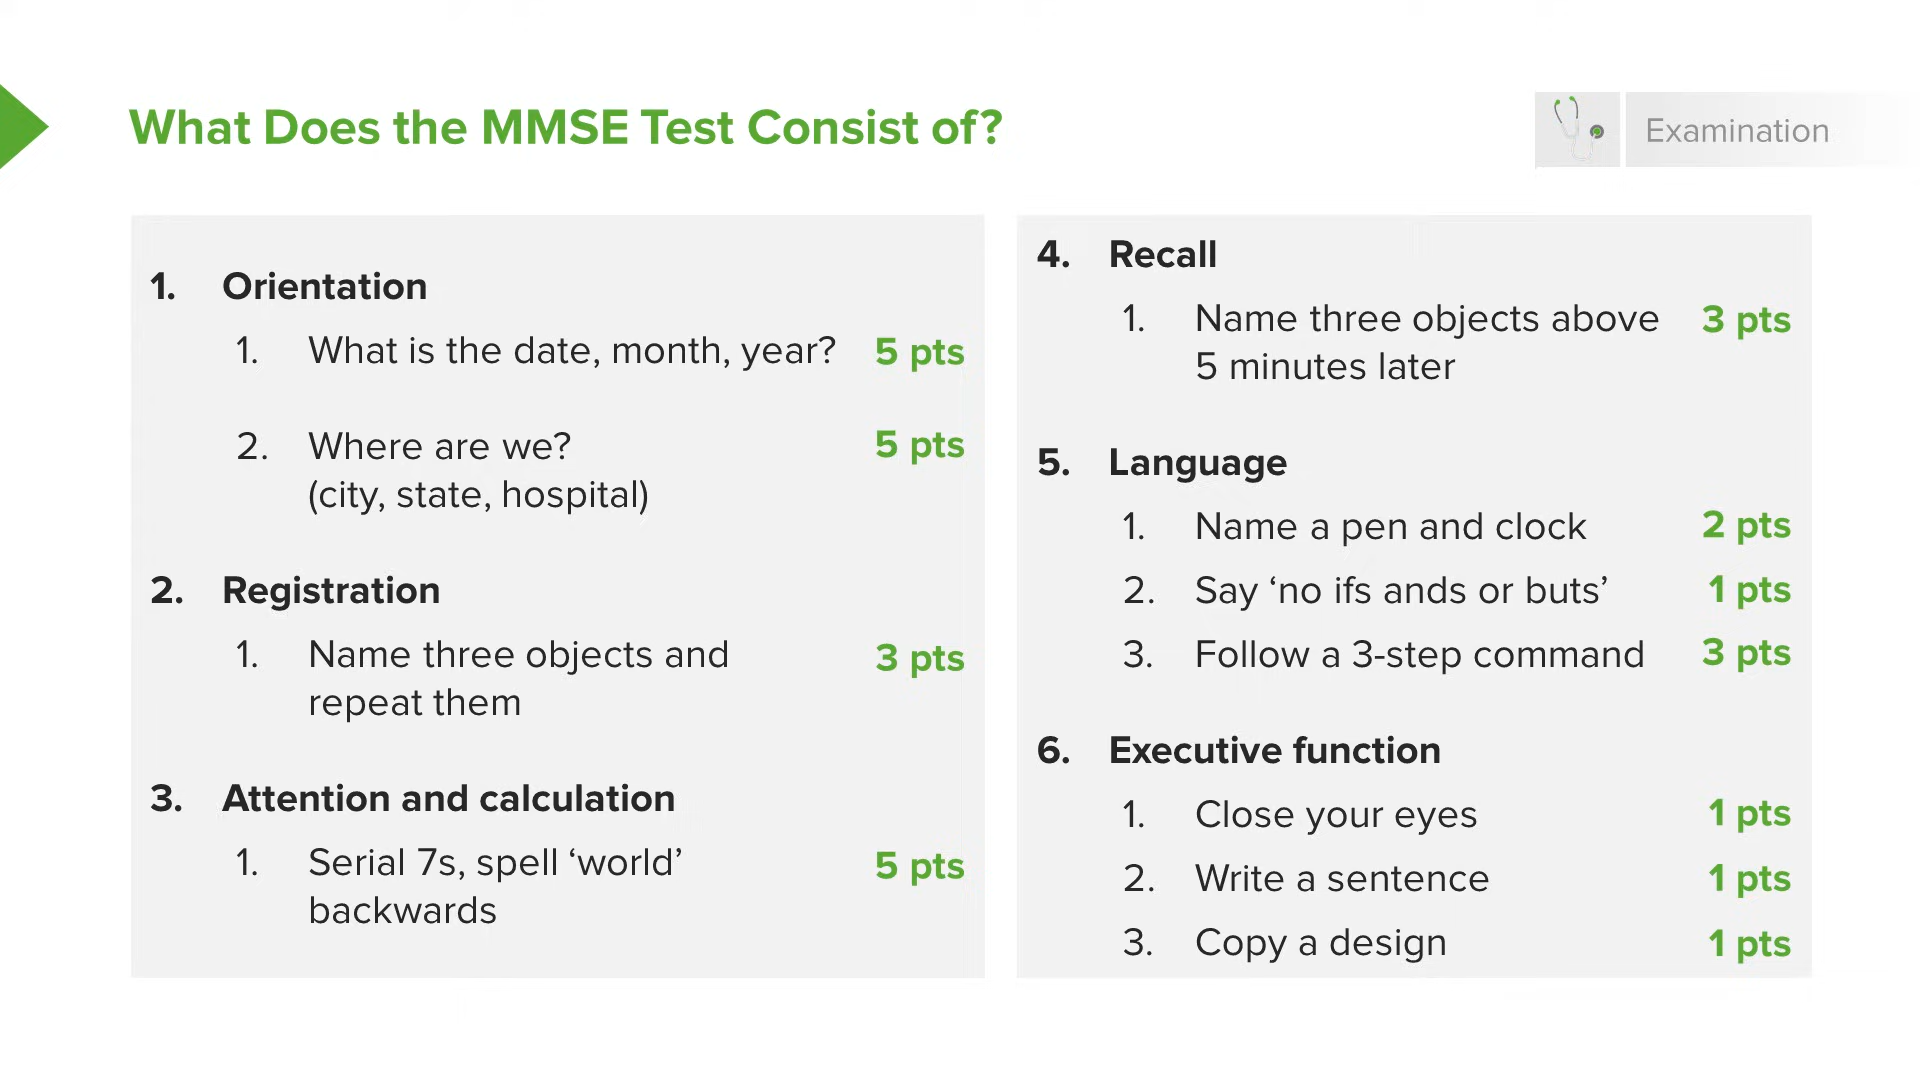 What Does the MMSE Test Consist of?
Examination
1. Orientation
1. What is the date, month, year? 5 pts
2. Where are we? 5 pts
(city, state, hospital)
2. Registration
1. Name three objects and 3 pts
repeat them
3. Attention and calculation
1. Serial 7s, spell ‘world’ 5 pts
backwards
4. Recall
1. Name three objects above 3 pts
5 minutes later
5. Language
1. Name a pen and clock 2 pts
2. Say ‘no ifs ands or buts’ 1 pts
3. Follow a 3-step command 3 pts
6. Executive function
1. Close your eyes 1 pts
2. Write a sentence 1 pts
3. Copy a design 1 pts